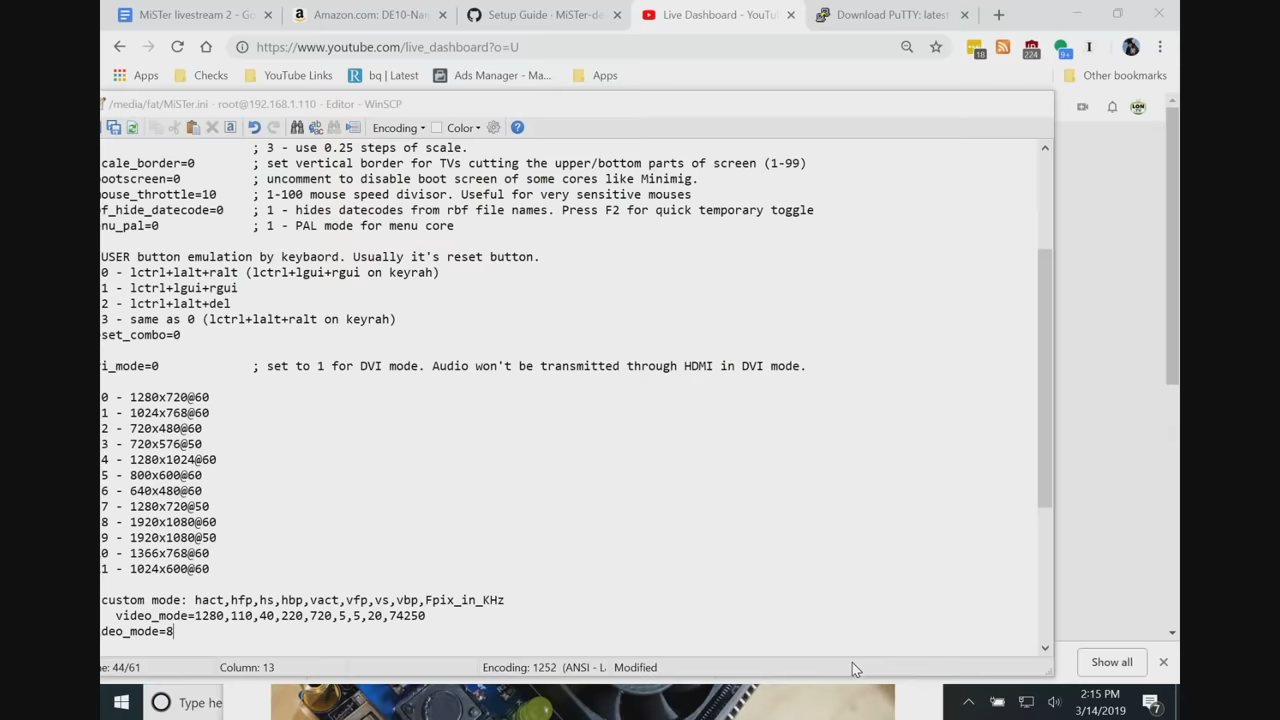 MiSTer livestream 2 - Go
Amazon.com: DE10-Nan
Setup Guide · MiSTer-de
Live Dashboard - YouTu
Download PuTTY: latest
https://www.youtube.com/live_dashboard?o=U
18
224
9+
I
Apps
Checks
YouTube Links
R
bq | Latest
Ads Manager - Ma...
Apps
Other bookmarks
/media/fat/MiSTer.ini - root@192.168.1.110 - Editor - WinSCP
LON
Encoding
Color
; 3 - use 0.25 steps of scale.
cale_border=0 ; set vertical border for TVs cutting the upper/bottom parts of screen (1-99)
ootscreen=0 ; uncomment to disable boot screen of some cores like Minimig.
ouse_throttle=10 ; 1-100 mouse speed divisor. Useful for very sensitive mouses
bf_hide_datecode=0 ; 1 - hides datecodes from rbf file names. Press F2 for quick temporary toggle
nu_pal=0 ; 1 - PAL mode for menu core
USER button emulation by keybaord. Usually it's reset button.
0 - lctrl+lalt+ralt (lctrl+lgui+rgui on keyrah)
1 - lctrl+lgui+rgui
2 - lctrl+lalt+del
3 - same as 0 (lctrl+lalt+ralt on keyrah)
set_combo=0
vi_mode=0 ; set to 1 for DVI mode. Audio won't be transmitted through HDMI in DVI mode.
0 - 1280x720@60
1 - 1024x768@60
2 - 720x480@60
3 - 720x576@50
4 - 1280x1024@60
5 - 800x600@60
6 - 640x480@60
7 - 1280x720@50
8 - 1920x1080@60
9 - 1920x1080@50
0 - 1366x768@60
1 - 1024x600@60
custom mode: hact,hfp,hs,hbp,vact,vfp,vs,vbp,Fpix_in_KHz
video_mode=1280,110,40,220,720,5,5,20,74250
deo_mode=8
ne: 44/61
Column: 13
Encoding: 1252 (ANSI - L
Modified
Show all
Type he
2:15 PM
3/14/2019
7